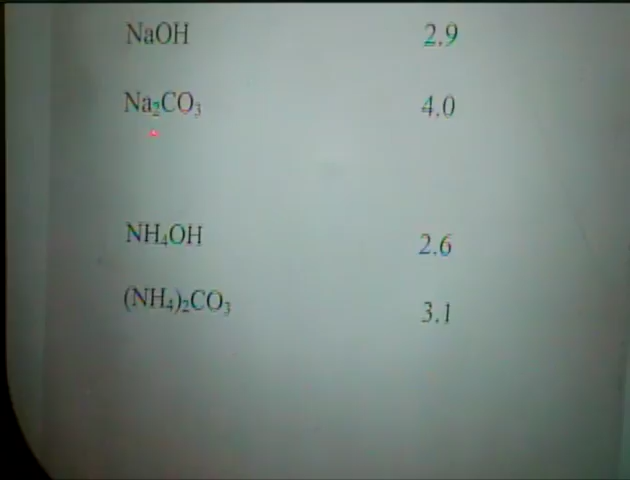 NaOH 2.9
Na₂CO₃ 4.0
NH₄OH 2.6
(NH₄)₂CO₃ 3.1